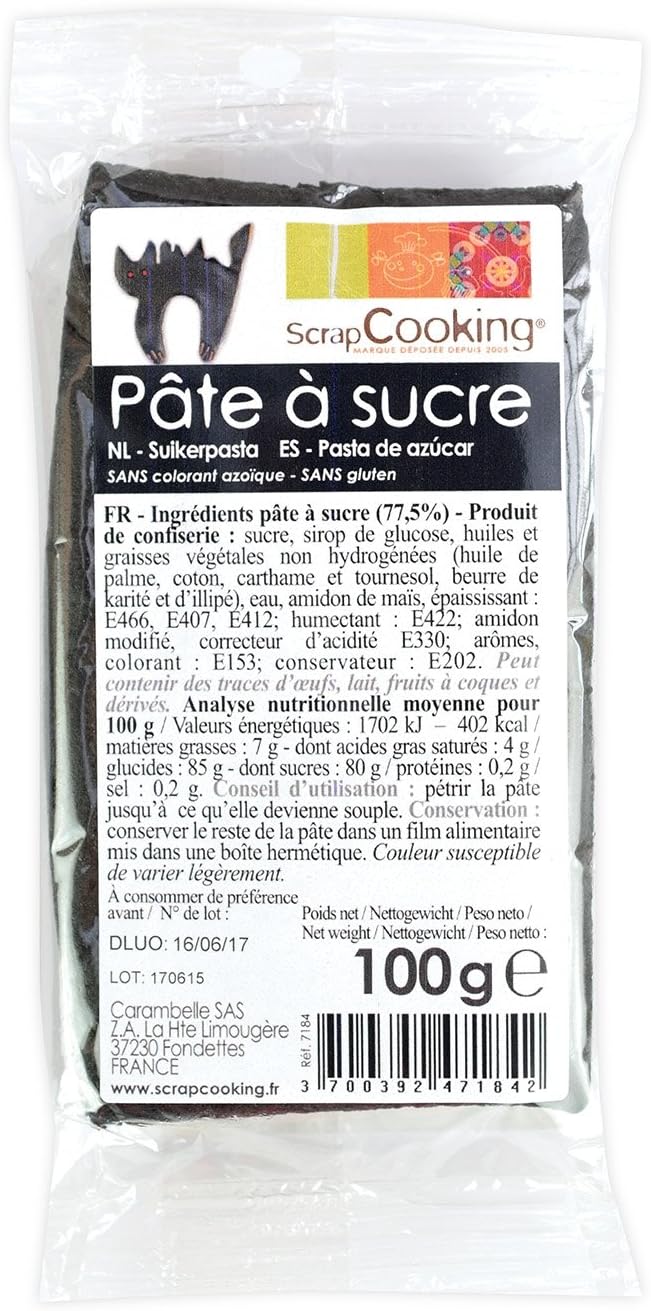 ScrapCooking®
MARQUE DÉPOSÉE DEPUIS 2005
Pâte à sucre
NL - Suikerpasta ES - Pasta de azúcar
SANS colorant azoïque - SANS gluten
FR - Ingrédients pâte à sucre (77,5%) - Produit
de confiserie : sucre, sirop de glucose, huiles et
graisses végétales non hydrogénées (huile de
palme, coton, carthame et tournesol, beurre de
karité et d'illipé), eau, amidon de maïs, épaississant :
E466, E407, E412; humectant : E422; amidon
modifié, correcteur d'acidité E330; arômes,
colorant : E153; conservateur : E202. Peut
contenir des traces d'œufs, lait, fruits à coques et
dérivés. Analyse nutritionnelle moyenne pour
100 g / Valeurs énergétiques : 1702 kJ – 402 kcal /
matières grasses : 7 g - dont acides gras saturés : 4 g /
glucides : 85 g - dont sucres : 80 g / protéines : 0,2 g /
sel : 0,2 g. Conseil d'utilisation : pétrir la pâte
jusqu'à ce qu'elle devienne souple. Conservation :
conserver le reste de la pâte dans un film alimentaire
mis dans une boîte hermétique. Couleur susceptible
de varier légèrement.
À consommer de préférence
avant / N° de lot :
DLUO: 16/06/17
LOT: 170615
Poids net / Nettogewicht / Peso neto /
Net weight / Nettogewicht / Peso netto :
100g e
Carambelle SAS
Z.A. La Hte Limougère
37230 Fondettes
FRANCE
www.scrapcooking.fr
Réf. 7184
3 700392 471842